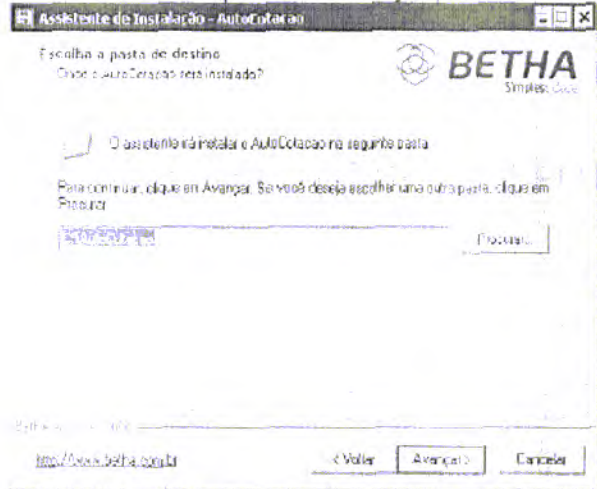 Assistente de Instalação - AutoCotacao
Escolha a pasta de destino
Onde o AutoCotacao será instalado?
BETHA
O assistente irá instalar o AutoCotacao na seguinte pasta
Para continuar, clique em Avançar. Se você deseja escolher uma outra pasta, clique em
Procurar
Procurar...
http://www.betha.com.br
< Voltar
Avançar >
Cancelar